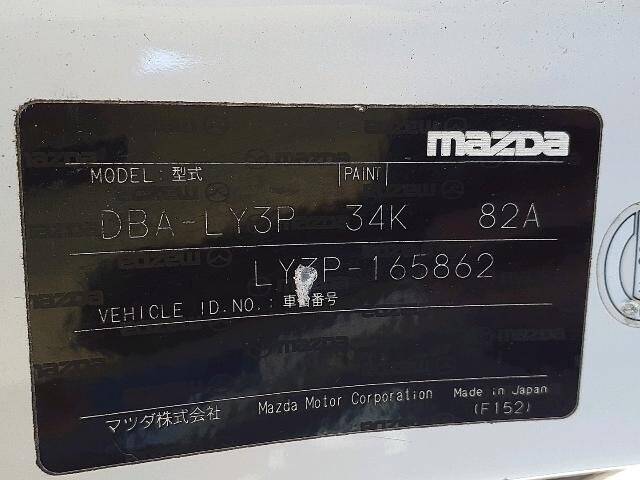 mazda
MODEL: 型式 PAINT
DBA-LY3P 34K 82A
LY3P-165862
VEHICLE ID.NO.: 車台番号
マツダ株式会社 Mazda Motor Corporation Made in Japan
(F152)